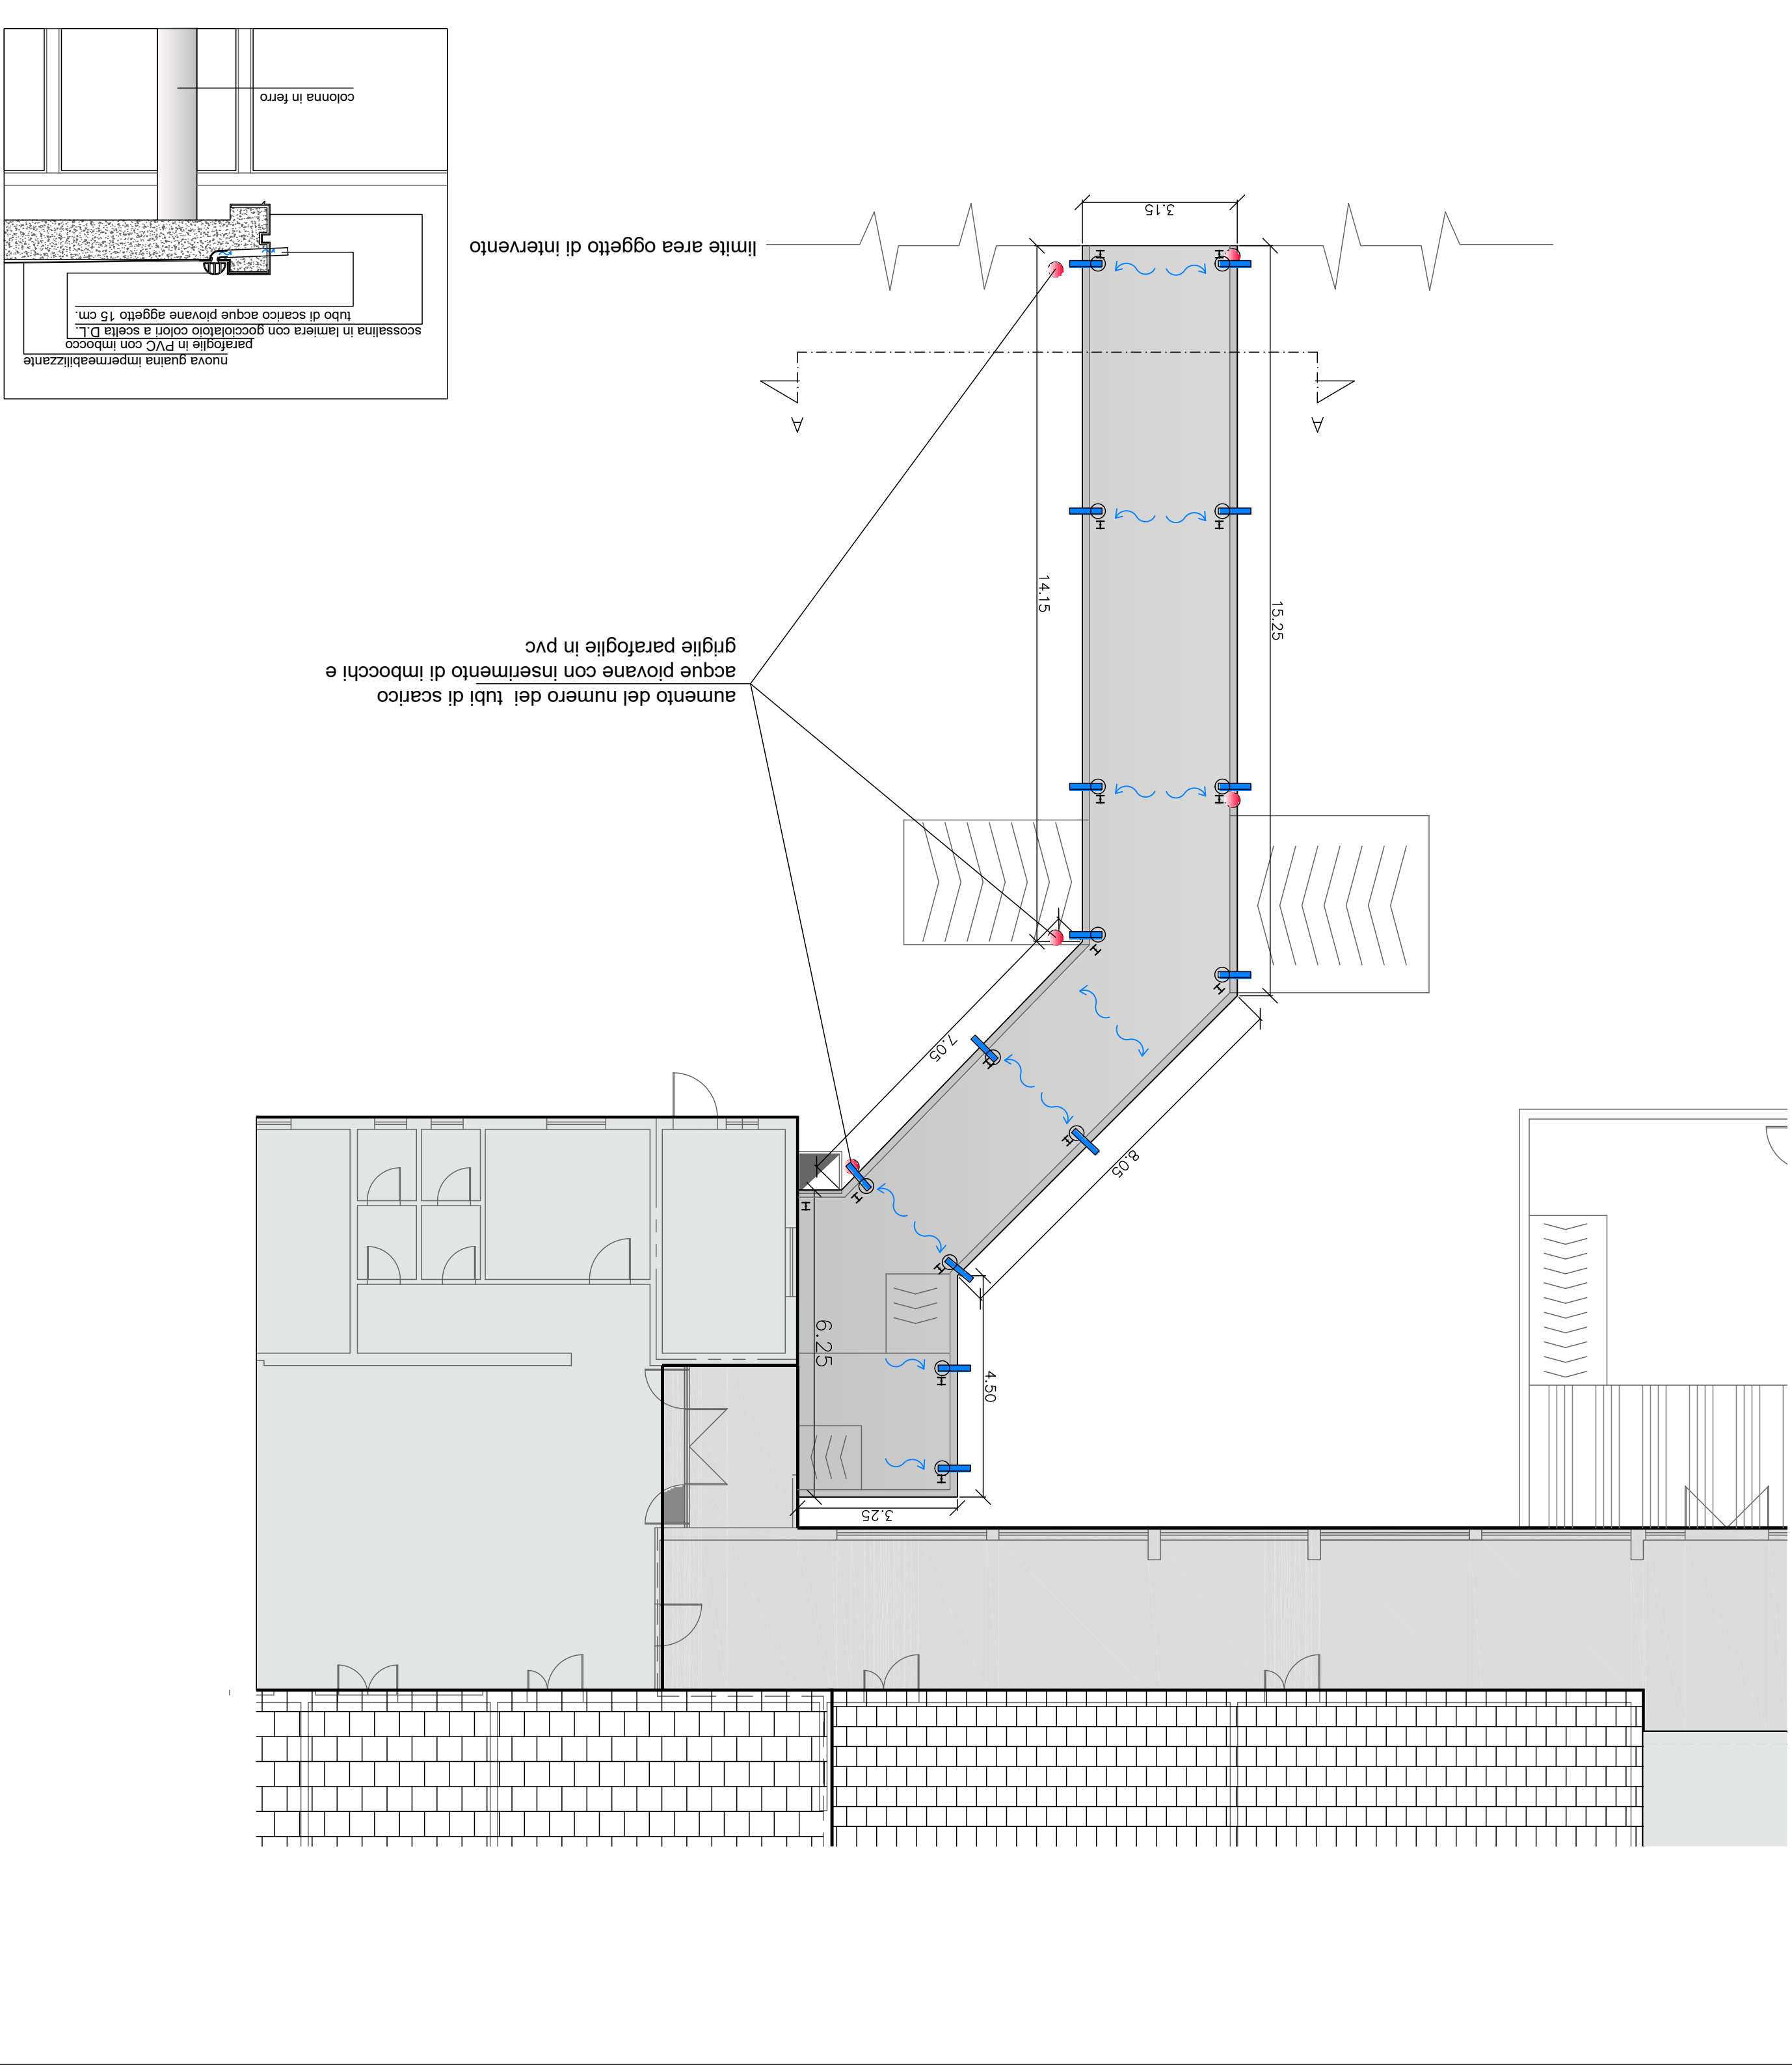 colonna in ferro
tubo di scarico acque piovane aggetto 15 cm.
scossalina in lamiera con gocciolatoio colori a scelta D.L.
parafoglie in PVC con imbocco
nuova guaina impermeabilizzante
limite area oggetto di intervento
3.15
A
A
14.15
15.25
aumento del numero dei tubi di scarico
acque piovane con inserimento di imbocchi e
griglie parafoglie in pvc
7.05
8.05
6.25
4.50
3.25